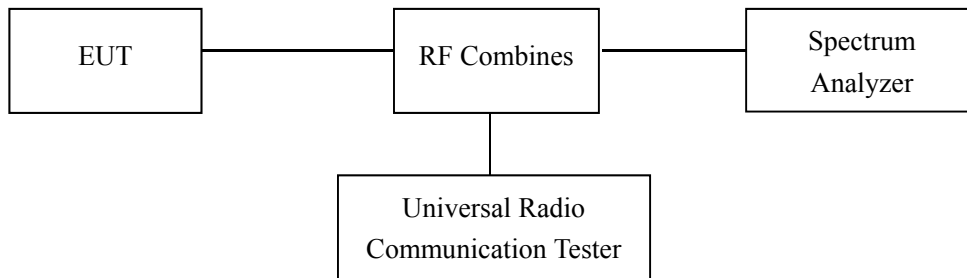 EUT
RF Combines
Spectrum
Analyzer
Universal Radio
Communication Tester